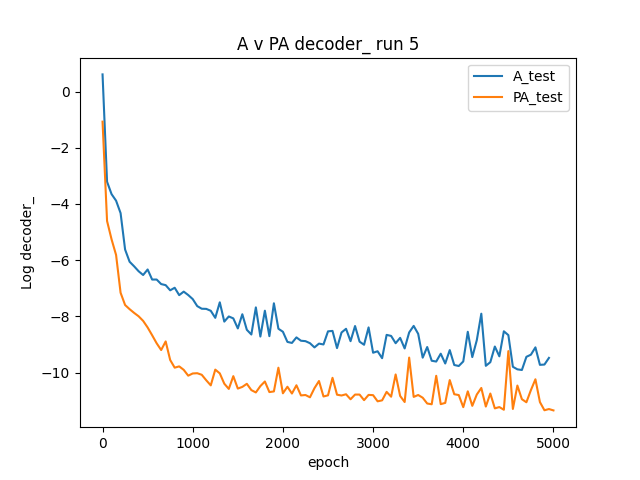 A v PA decoder_ run 5
A_test
PA_test
Log decoder_
0
−2
−4
−6
−8
−10
0
1000
2000
3000
4000
5000
epoch